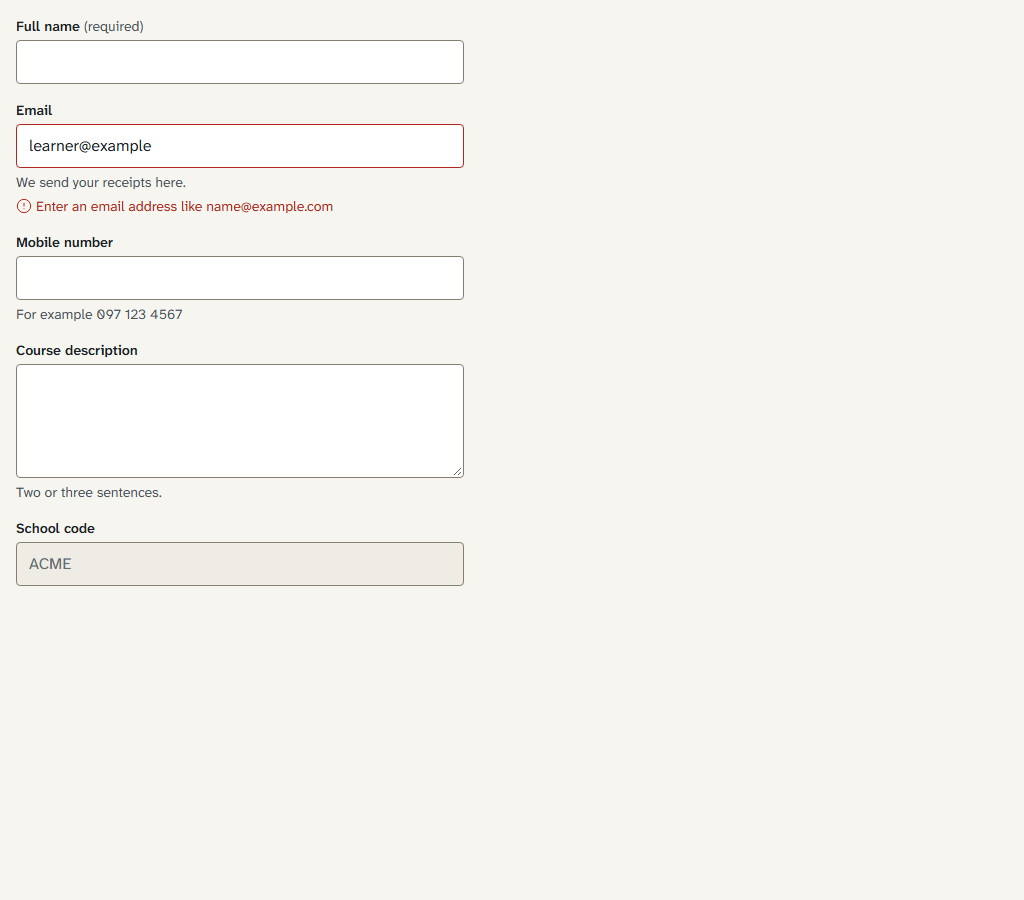 Full name (required)
Email
learner@example
We send your receipts here.
Enter an email address like name@example.com
Mobile number
For example 097 123 4567
Course description
Two or three sentences.
School code
ACME